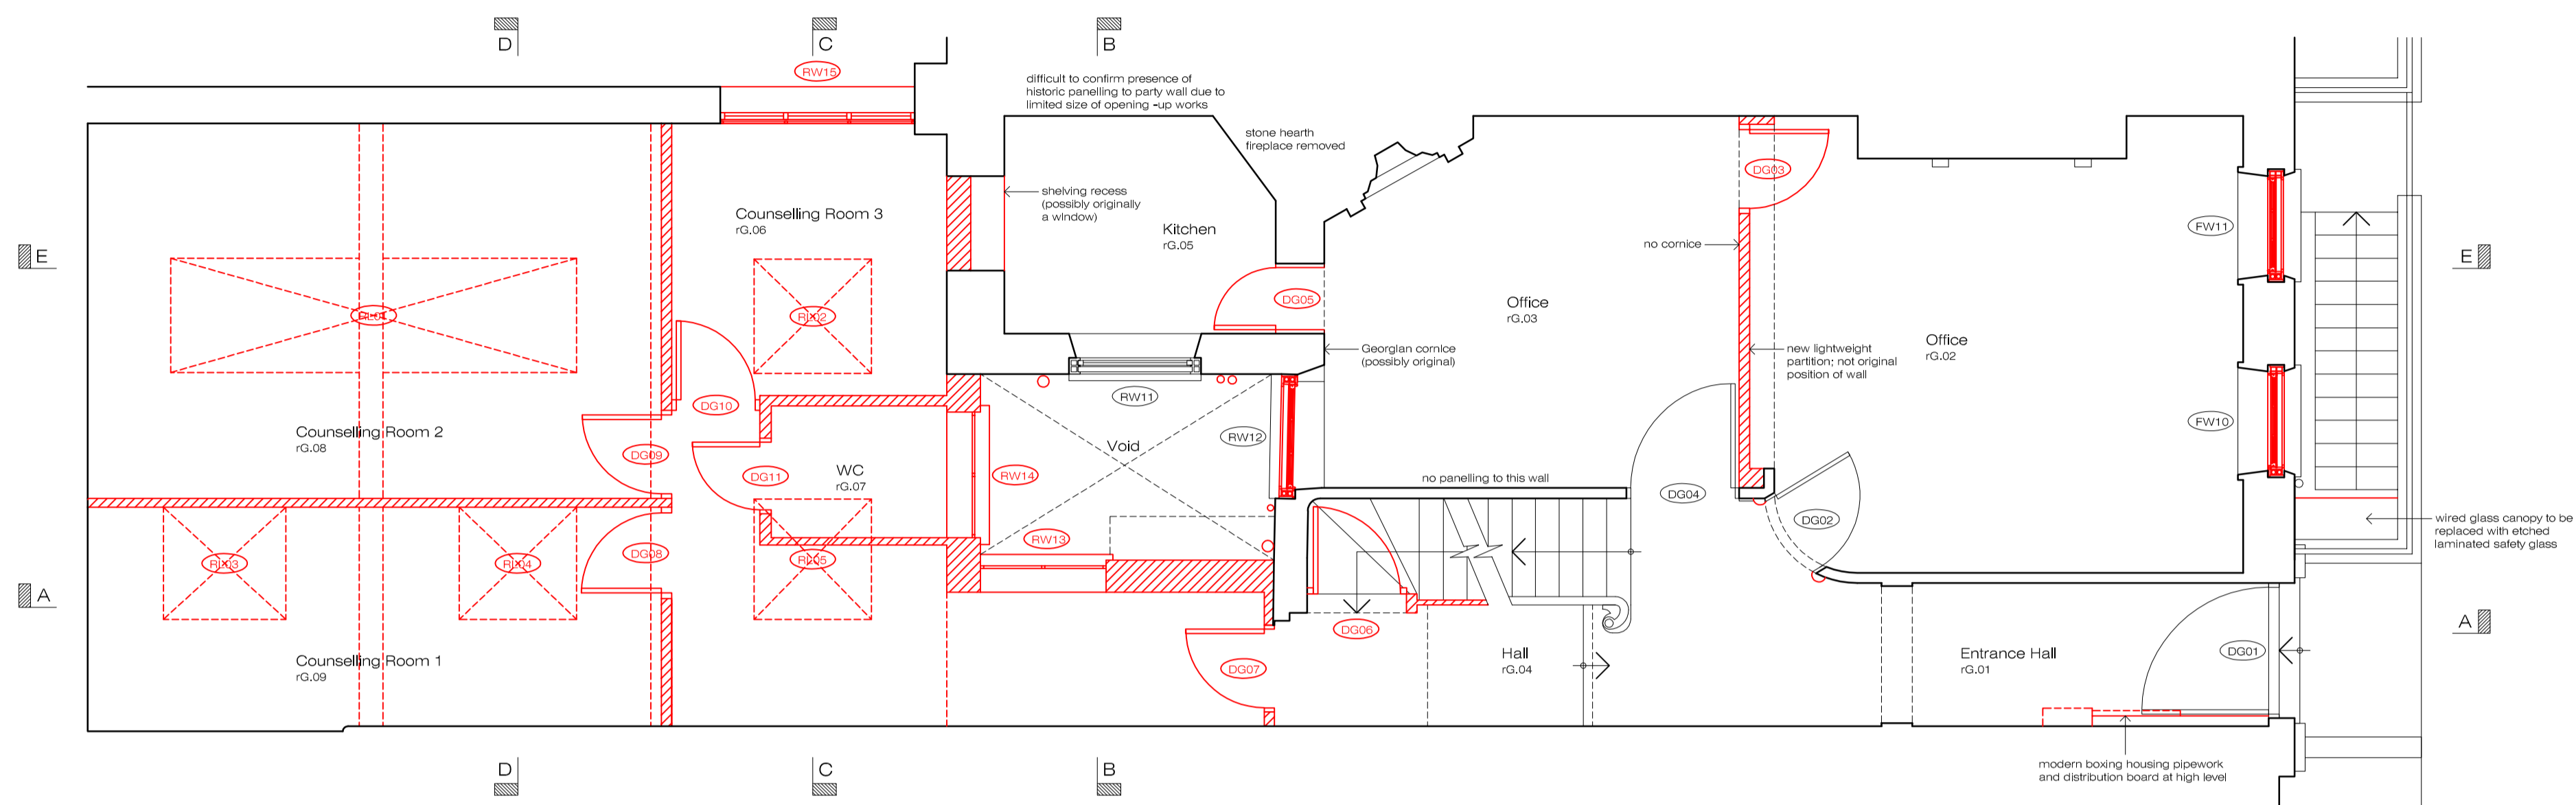 D
C
B
RW15
difficult to confirm presence of
historic panelling to party wall due to
limited size of opening -up works
stone hearth
fireplace removed
DG03
shelving recess
(possibly originally
a window)
Counselling Room 3
rG.06
Kitchen
rG.05
no cornice
FW11
E
E
DG05
Office
rG.03
RL01
RL02
Office
rG.02
Georgian cornice
(possibly original)
new lightweight
partition; not original
position of wall
RW11
DG10
FW10
Counselling Room 2
rG.08
RW12
Void
DG09
WC
rG.07
DG11
RW14
no panelling to this wall
DG04
DG02
wired glass canopy to be
replaced with etched
laminated safety glass
RW13
DG08
RL03
RL04
RL05
A
A
DG06
Counselling Room 1
rG.09
Hall
rG.04
Entrance Hall
rG.01
DG01
DG07
modern boxing housing pipework
and distribution board at high level
D
C
B